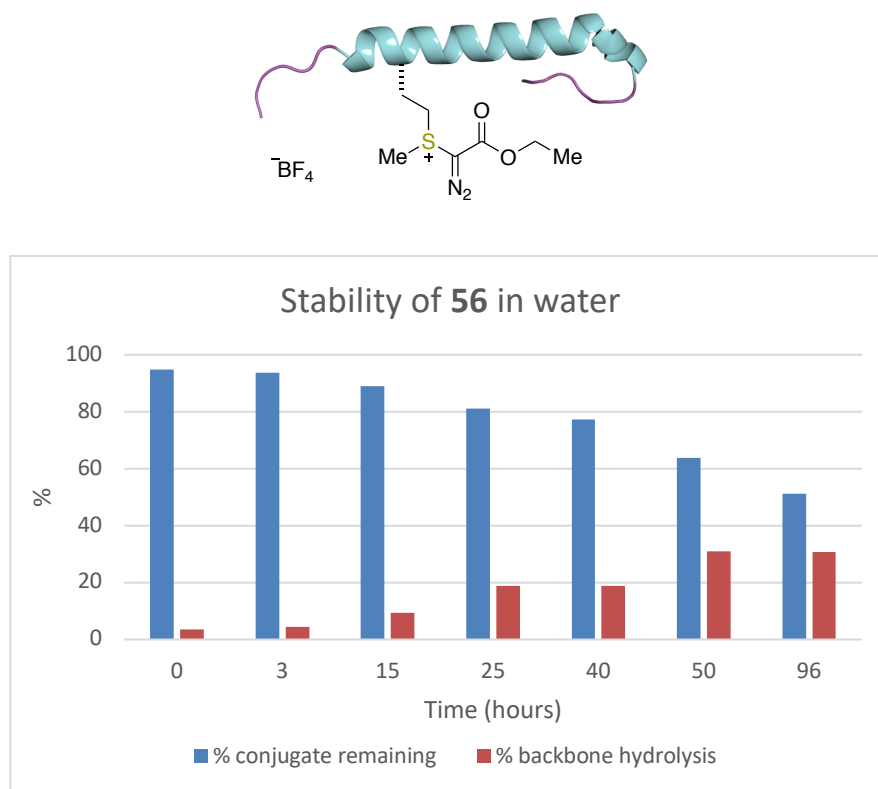 O
Me
S
+
O
Me
N2
⁻BF4
Stability of 56 in water
100
80
60
40
20
0
%
0 3 15 25 40 50 96
Time (hours)
% conjugate remaining % backbone hydrolysis